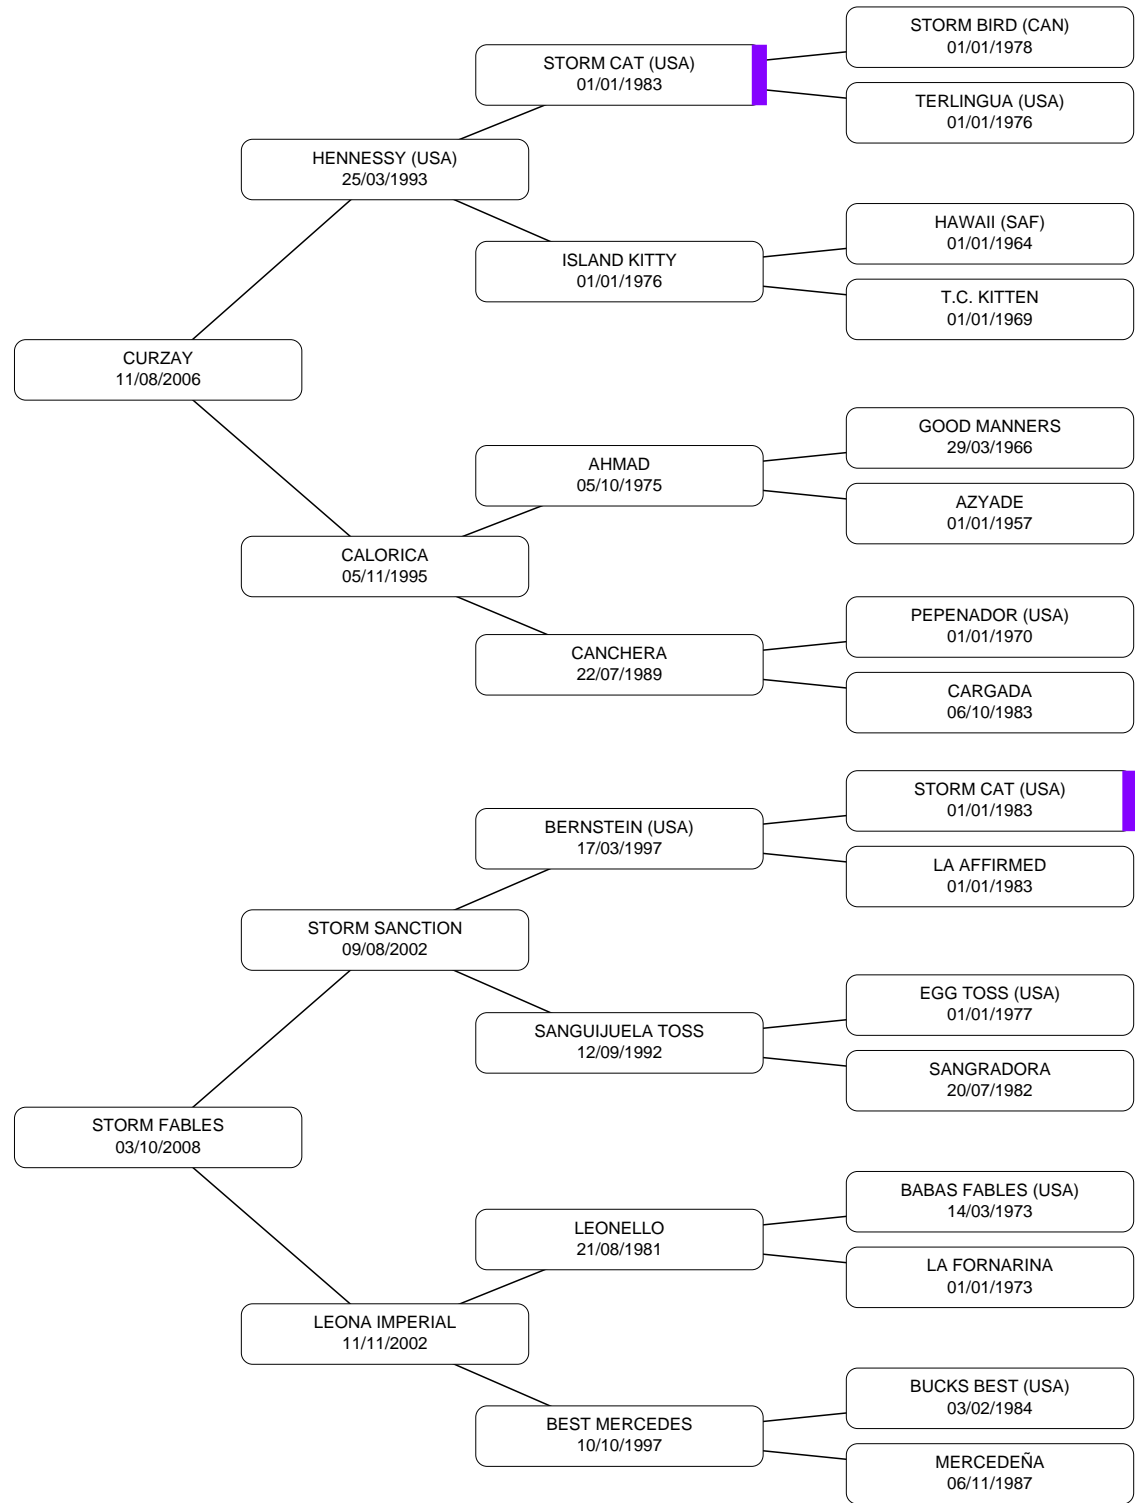 STORM BIRD (CAN)
01/01/1978
STORM CAT (USA)
01/01/1983
TERLINGUA (USA)
01/01/1976
HENNESSY (USA)
25/03/1993
HAWAII (SAF)
01/01/1964
ISLAND KITTY
01/01/1976
T.C. KITTEN
01/01/1969
CURZAY
11/08/2006
GOOD MANNERS
29/03/1966
AHMAD
05/10/1975
AZYADE
01/01/1957
CALORICA
05/11/1995
PEPENADOR (USA)
01/01/1970
CANCHERA
22/07/1989
CARGADA
06/10/1983
STORM CAT (USA)
01/01/1983
BERNSTEIN (USA)
17/03/1997
LA AFFIRMED
01/01/1983
STORM SANCTION
09/08/2002
EGG TOSS (USA)
01/01/1977
SANGUIJUELA TOSS
12/09/1992
SANGRADORA
20/07/1982
STORM FABLES
03/10/2008
BABAS FABLES (USA)
14/03/1973
LEONELLO
21/08/1981
LA FORNARINA
01/01/1973
LEONA IMPERIAL
11/11/2002
BUCKS BEST (USA)
03/02/1984
BEST MERCEDES
10/10/1997
MERCEDEÑA
06/11/1987